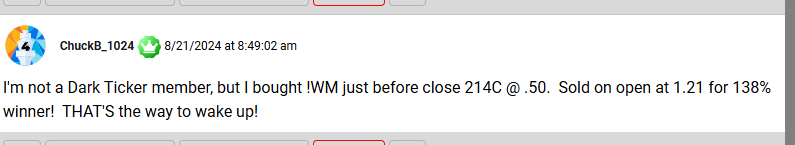 4
ChuckB_1024 8/21/2024 at 8:49:02 am
I'm not a Dark Ticker member, but I bought !WM just before close 214C @ .50.  Sold on open at 1.21 for 138%
winner!  THAT'S the way to wake up!